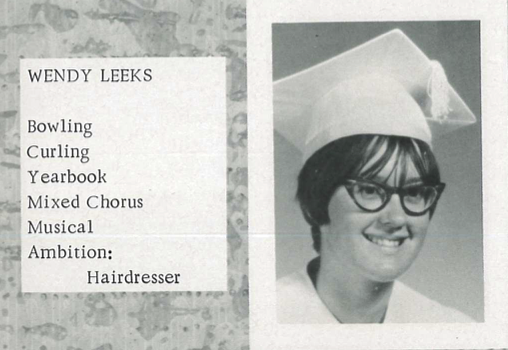 WENDY LEEKS
Bowling
Curling
Yearbook
Mixed Chorus
Musical
Ambition:
Hairdresser